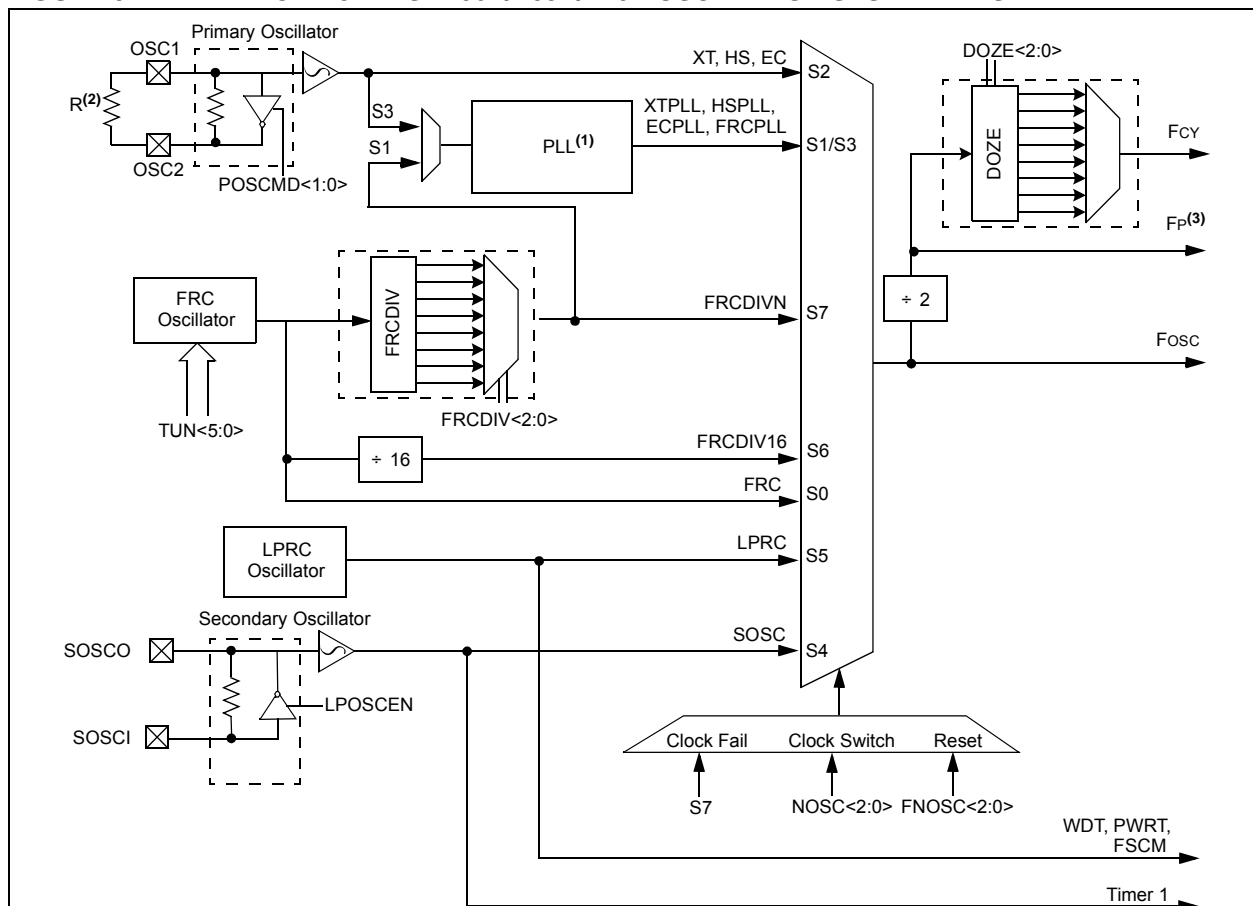 Primary Oscillator
OSC1
R(2)
OSC2
POSCMD<1:0>
S3
S1
PLL(1)
XT, HS, EC
XTPLL, HSPLL,
ECPLL, FRCPLL
S2
S1/S3
DOZE<2:0>
DOZE
FCY
FP(3)
÷ 2
FOSC
FRC
Oscillator
TUN<5:0>
FRCDIV
FRCDIV<2:0>
FRCDIVN
S7
÷ 16
FRCDIV16
S6
FRC
S0
LPRC
Oscillator
LPRC
S5
Secondary Oscillator
SOSCO
SOSCI
LPOSCEN
SOSC
S4
Clock Fail
Clock Switch
Reset
S7
NOSC<2:0>
FNOSC<2:0>
WDT, PWRT,
FSCM
Timer 1